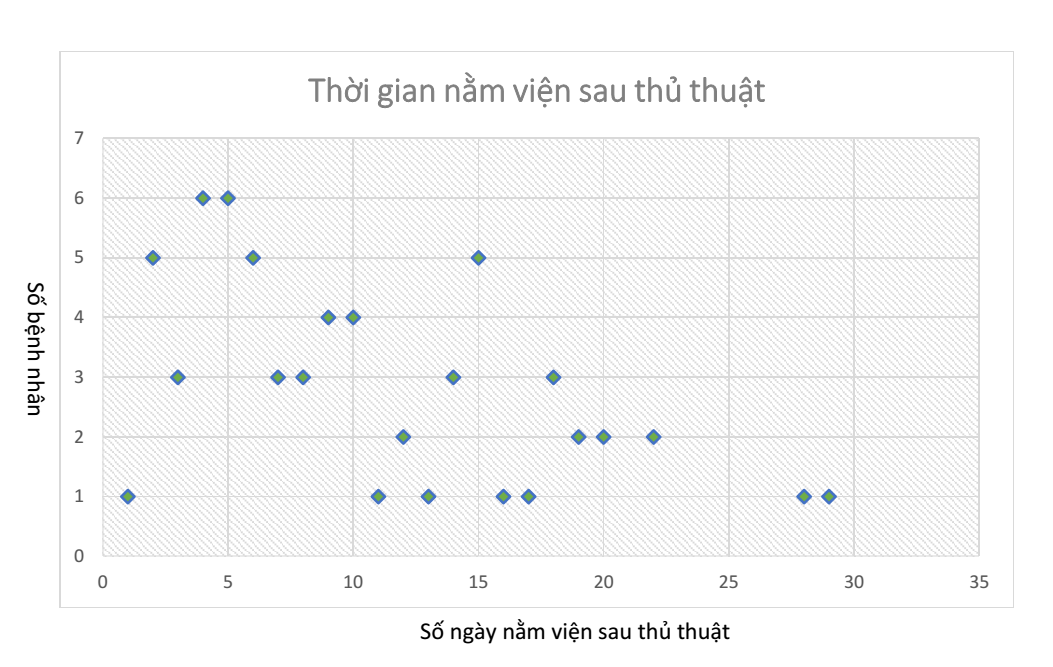 Thời gian nằm viện sau thủ thuật
7
6
5
4
3
2
1
0
Số bệnh nhân
0 5 10 15 20 25 30 35
Số ngày nằm viện sau thủ thuật